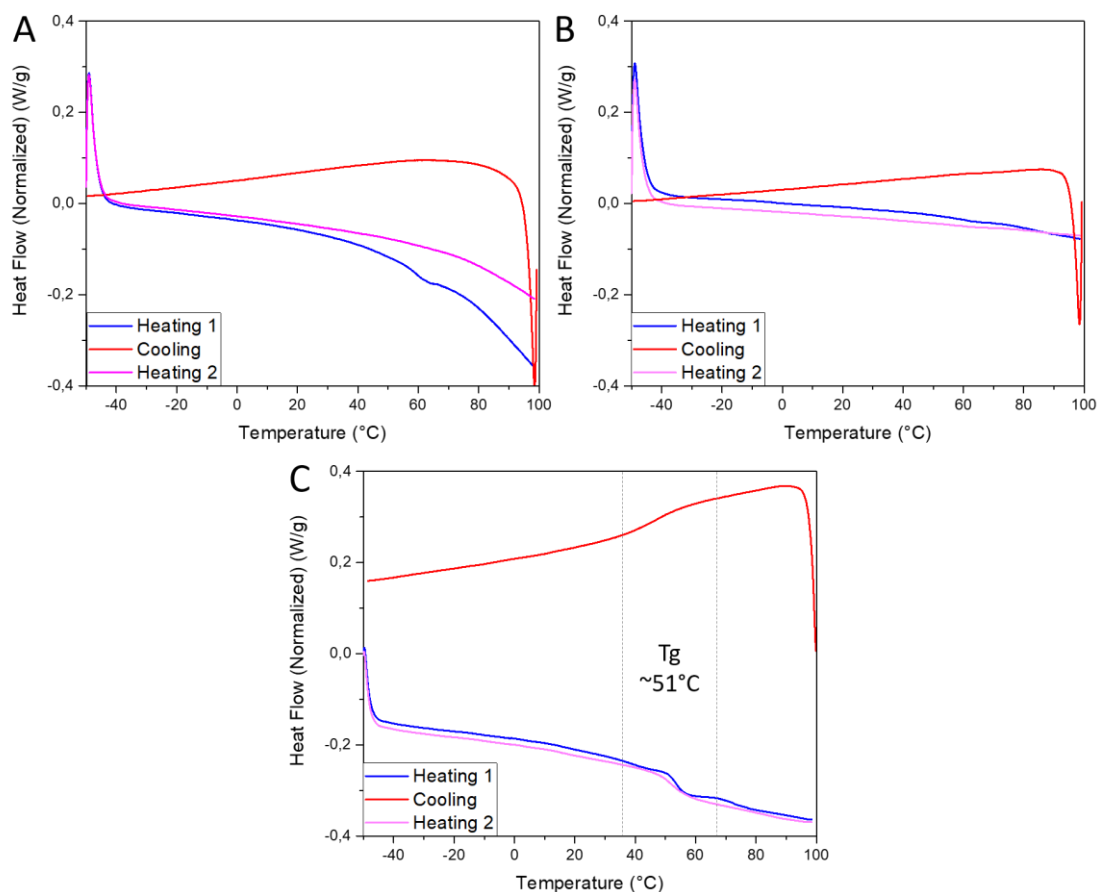 A
Heat Flow (Normalized) (W/g)
0,4
0,2
0,0
-0,2
-0,4
Heating 1
Cooling
Heating 2
-40 -20 0 20 40 60 80 100
Temperature (°C)
B
Heat Flow (Normalized) (W/g)
0,4
0,2
0,0
-0,2
-0,4
Heating 1
Cooling
Heating 2
-40 -20 0 20 40 60 80 100
Temperature (°C)
C
Heat Flow (Normalized) (W/g)
0,4
0,2
0,0
-0,2
-0,4
Tg
~51°C
Heating 1
Cooling
Heating 2
-40 -20 0 20 40 60 80 100
Temperature (°C)